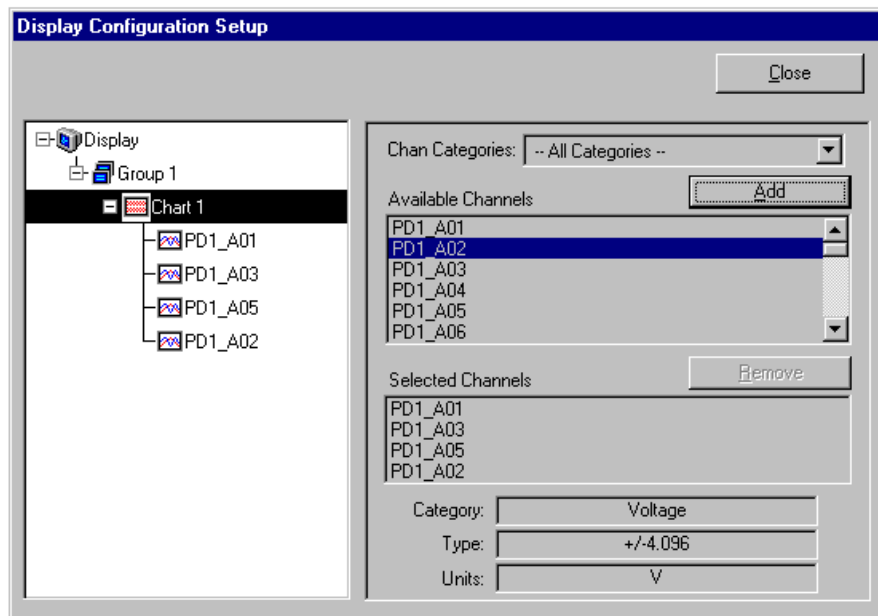 Display Configuration Setup
Close
Display
Group 1
Chart 1
PD1_A01
PD1_A03
PD1_A05
PD1_A02
Chan Categories: -- All Categories --
Available Channels
Add
PD1_A01
PD1_A02
PD1_A03
PD1_A04
PD1_A05
PD1_A06
Selected Channels
Remove
PD1_A01
PD1_A03
PD1_A05
PD1_A02
Category: Voltage
Type: +/-4.096
Units: V